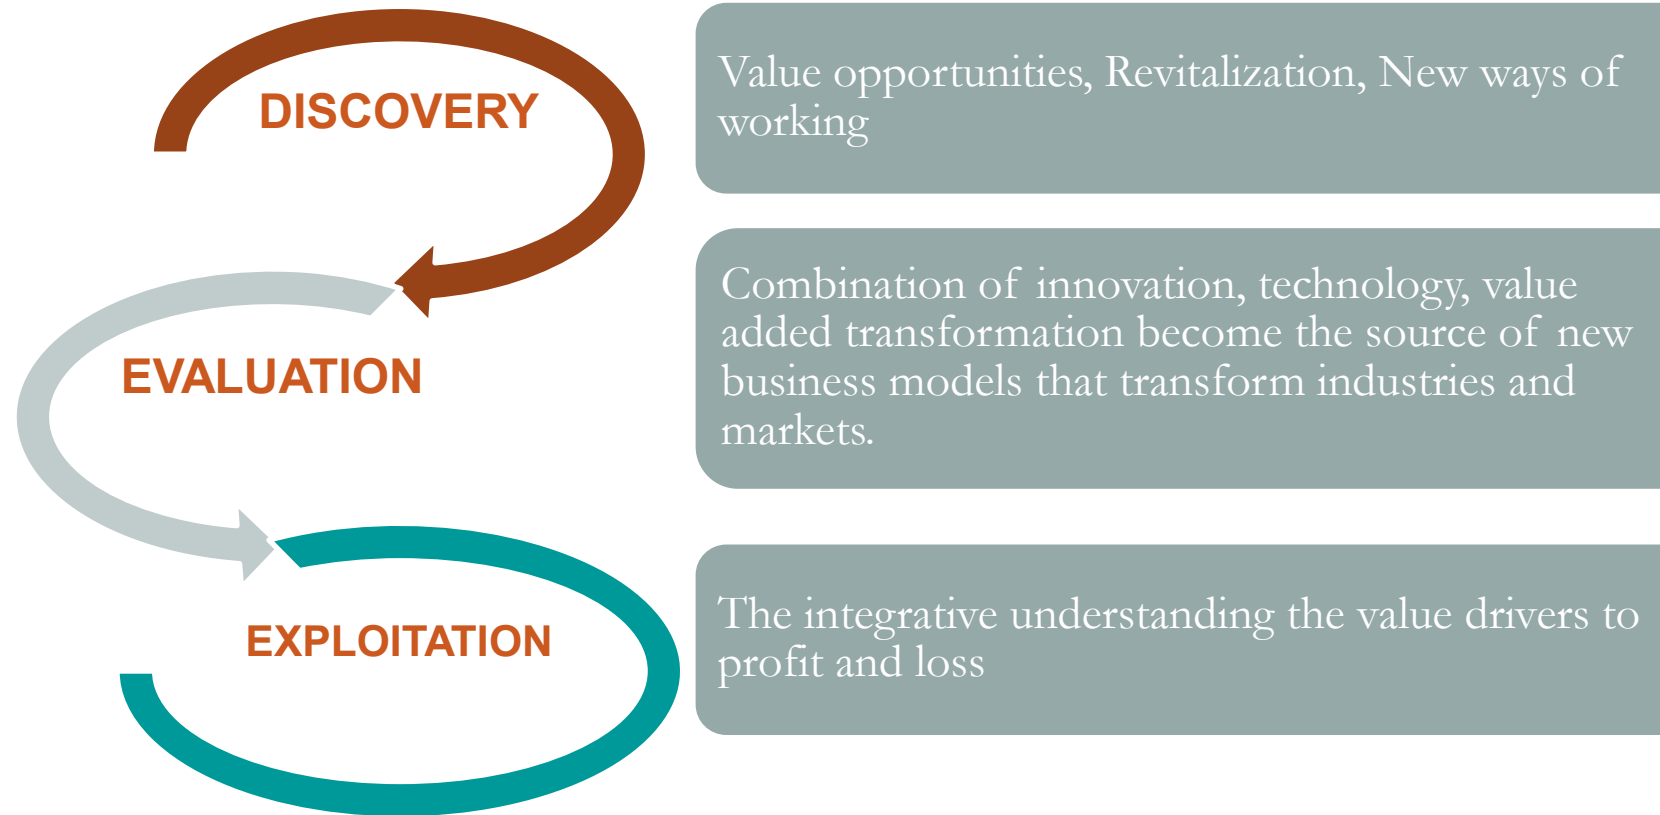 DISCOVERY
Value opportunities, Revitalization, New ways of
working
EVALUATION
Combination of innovation, technology, value
added transformation become the source of new
business models that transform industries and
markets.
EXPLOITATION
The integrative understanding the value drivers to
profit and loss